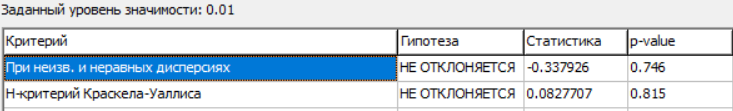 Заданный уровень значимости: 0.01
Критерий Гипотеза Статистика p-value
При неизв. и неравных дисперсиях НЕ ОТКЛОНЯЕТСЯ -0.337926 0.746
Н-критерий Краскела-Уаллиса НЕ ОТКЛОНЯЕТСЯ 0.0827707 0.815